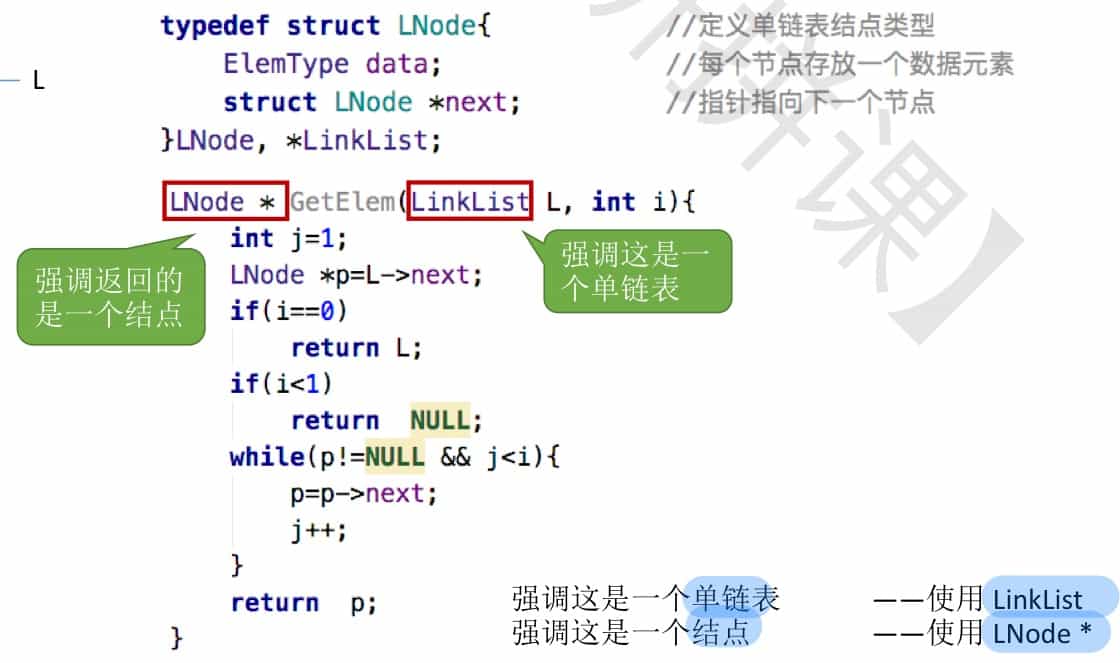 typedef struct LNode{ //定义单链表结点类型
ElemType data; //每个节点存放一个数据元素
L
struct LNode *next; //指针指向下一个节点
}LNode, *LinkList;
LNode * GetElem(LinkList L, int i){
int j=1;
强调返回的
是一个结点
强调这是一
个单链表
LNode *p=L->next;
if(i==0)
return L;
if(i<1)
return NULL;
while(p!=NULL && j<i){
p=p->next;
j++;
}
return p;
}
强调这是一个单链表 ——使用 LinkList
强调这是一个结点 ——使用 LNode *
拼课】